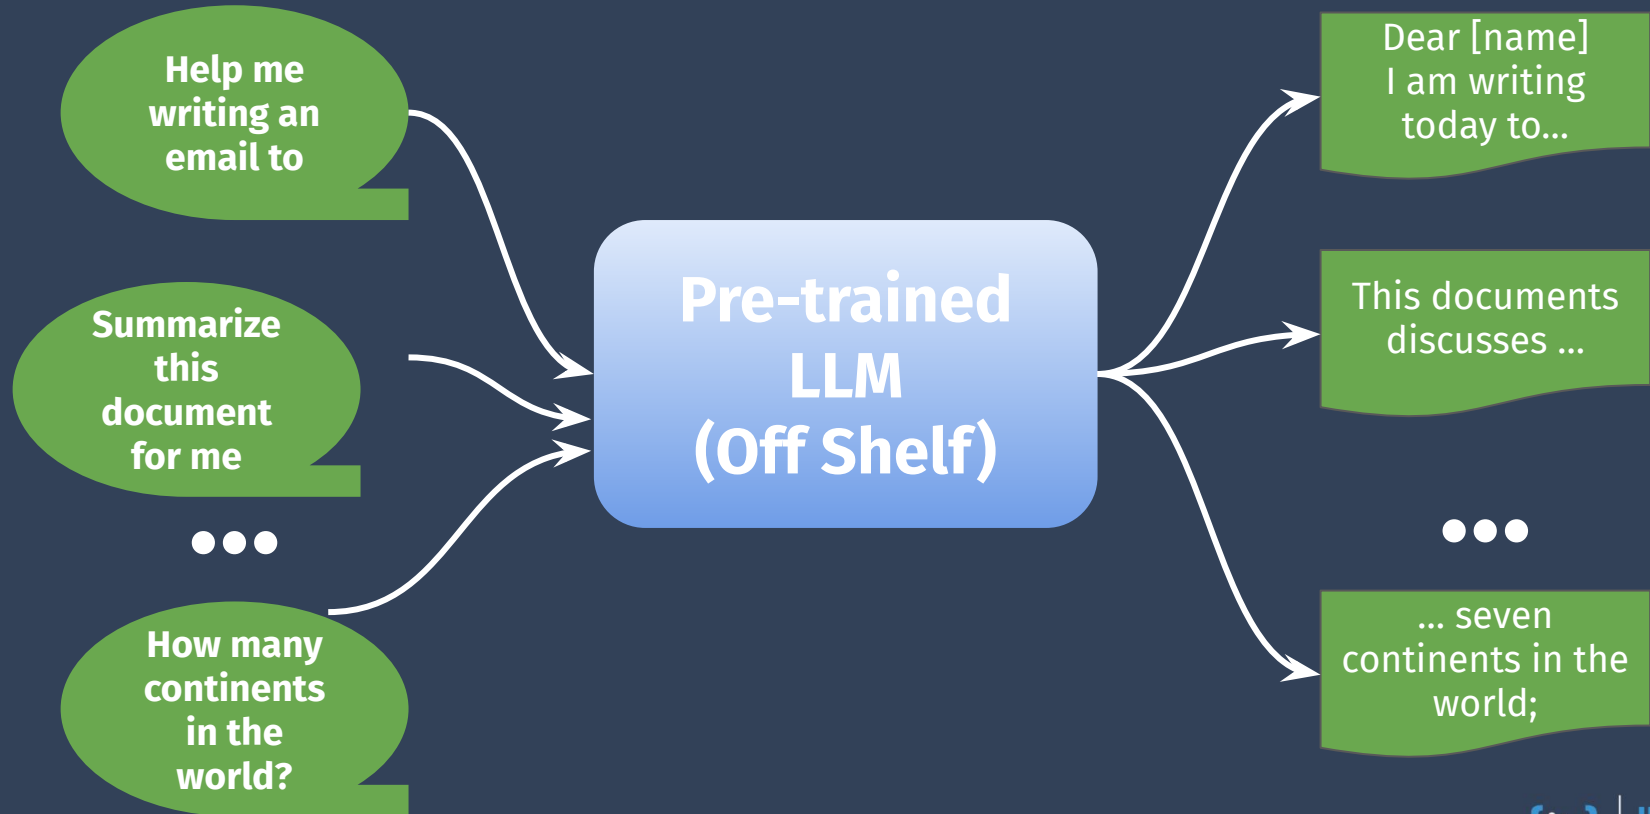 Help me
writing an
email to
Summarize
this
document
for me
How many
continents
in the
world?
Pre-trained
LLM
(Off Shelf)
Dear [name]
I am writing
today to...
This documents
discusses ...
... seven
continents in the
world;